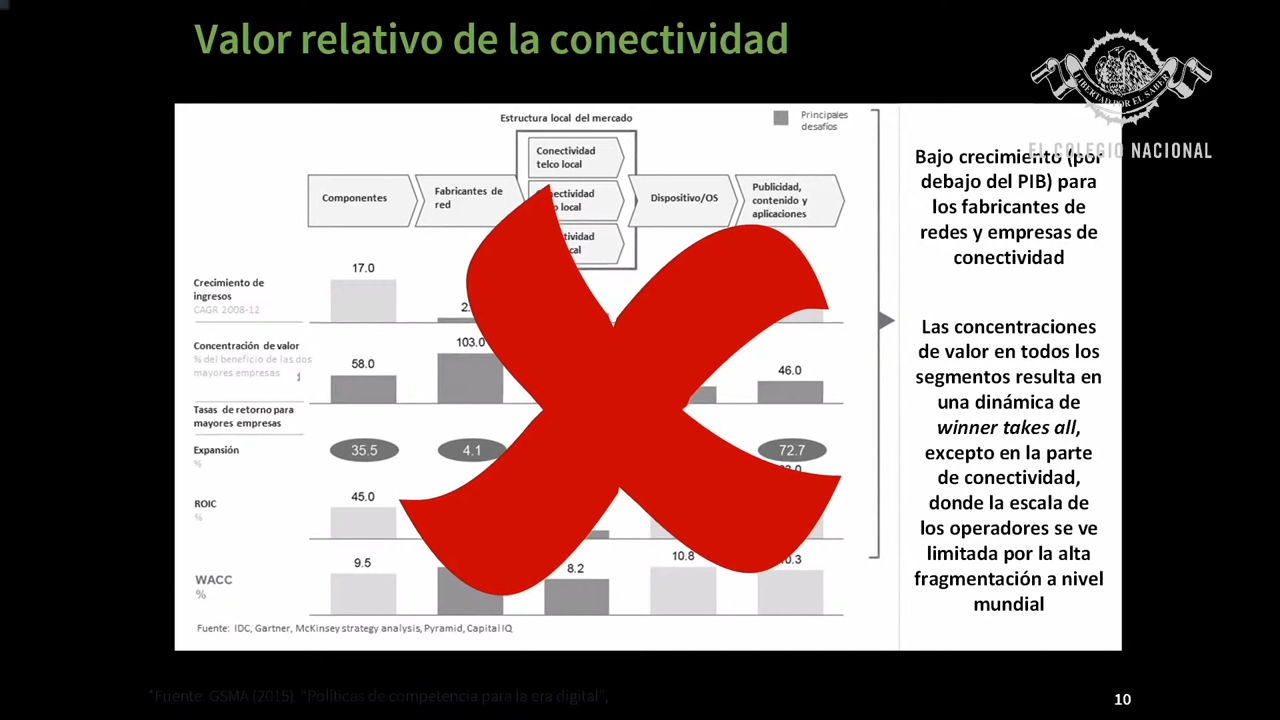 Valor relativo de la conectividad
LIBERTAD POR EL SABER
EL COLEGIO NACIONAL
Estructura local del mercado
Principales
desafíos
Conectividad
telco local
Componentes
Fabricantes de
red
local
Dispositivo/OS
Publicidad,
contenido y
aplicaciones
Crecimiento de
ingresos
CAGR 2008-12
17.0
Concentración de valor
% del beneficio de las dos
mayores empresas
1
58.0
103.0
46.0
Tasas de retorno para
mayores empresas
Expansión
%
35.5
4.1
72.7
ROIC
%
45.0
WACC
%
9.5
8.2
10.8
Fuente: IDC, Gartner, McKinsey strategy analysis, Pyramid, Capital IQ
Bajo crecimiento (por
debajo del PIB) para
los fabricantes de
redes y empresas de
conectividad
Las concentraciones
de valor en todos los
segmentos resulta en
una dinámica de
winner takes all,
excepto en la parte
de conectividad,
donde la escala de
los operadores se ve
limitada por la alta
fragmentación a nivel
mundial
*Fuente: GSMA (2015). "Políticas de competencia para la era digital",
10